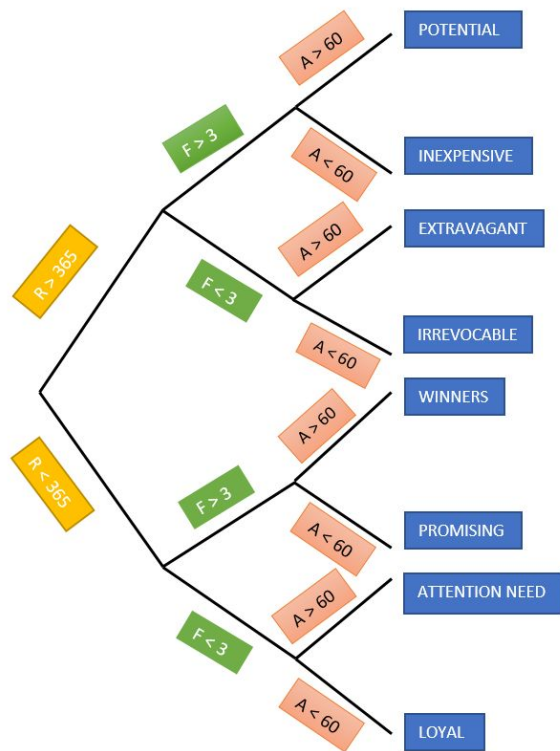 A > 60
POTENTIAL
F > 3
A < 60
INEXPENSIVE
R > 365
A > 60
EXTRAVAGANT
F < 3
A < 60
IRREVOCABLE
A > 60
WINNERS
R < 365
F > 3
A < 60
PROMISING
A > 60
ATTENTION NEED
F < 3
A < 60
LOYAL